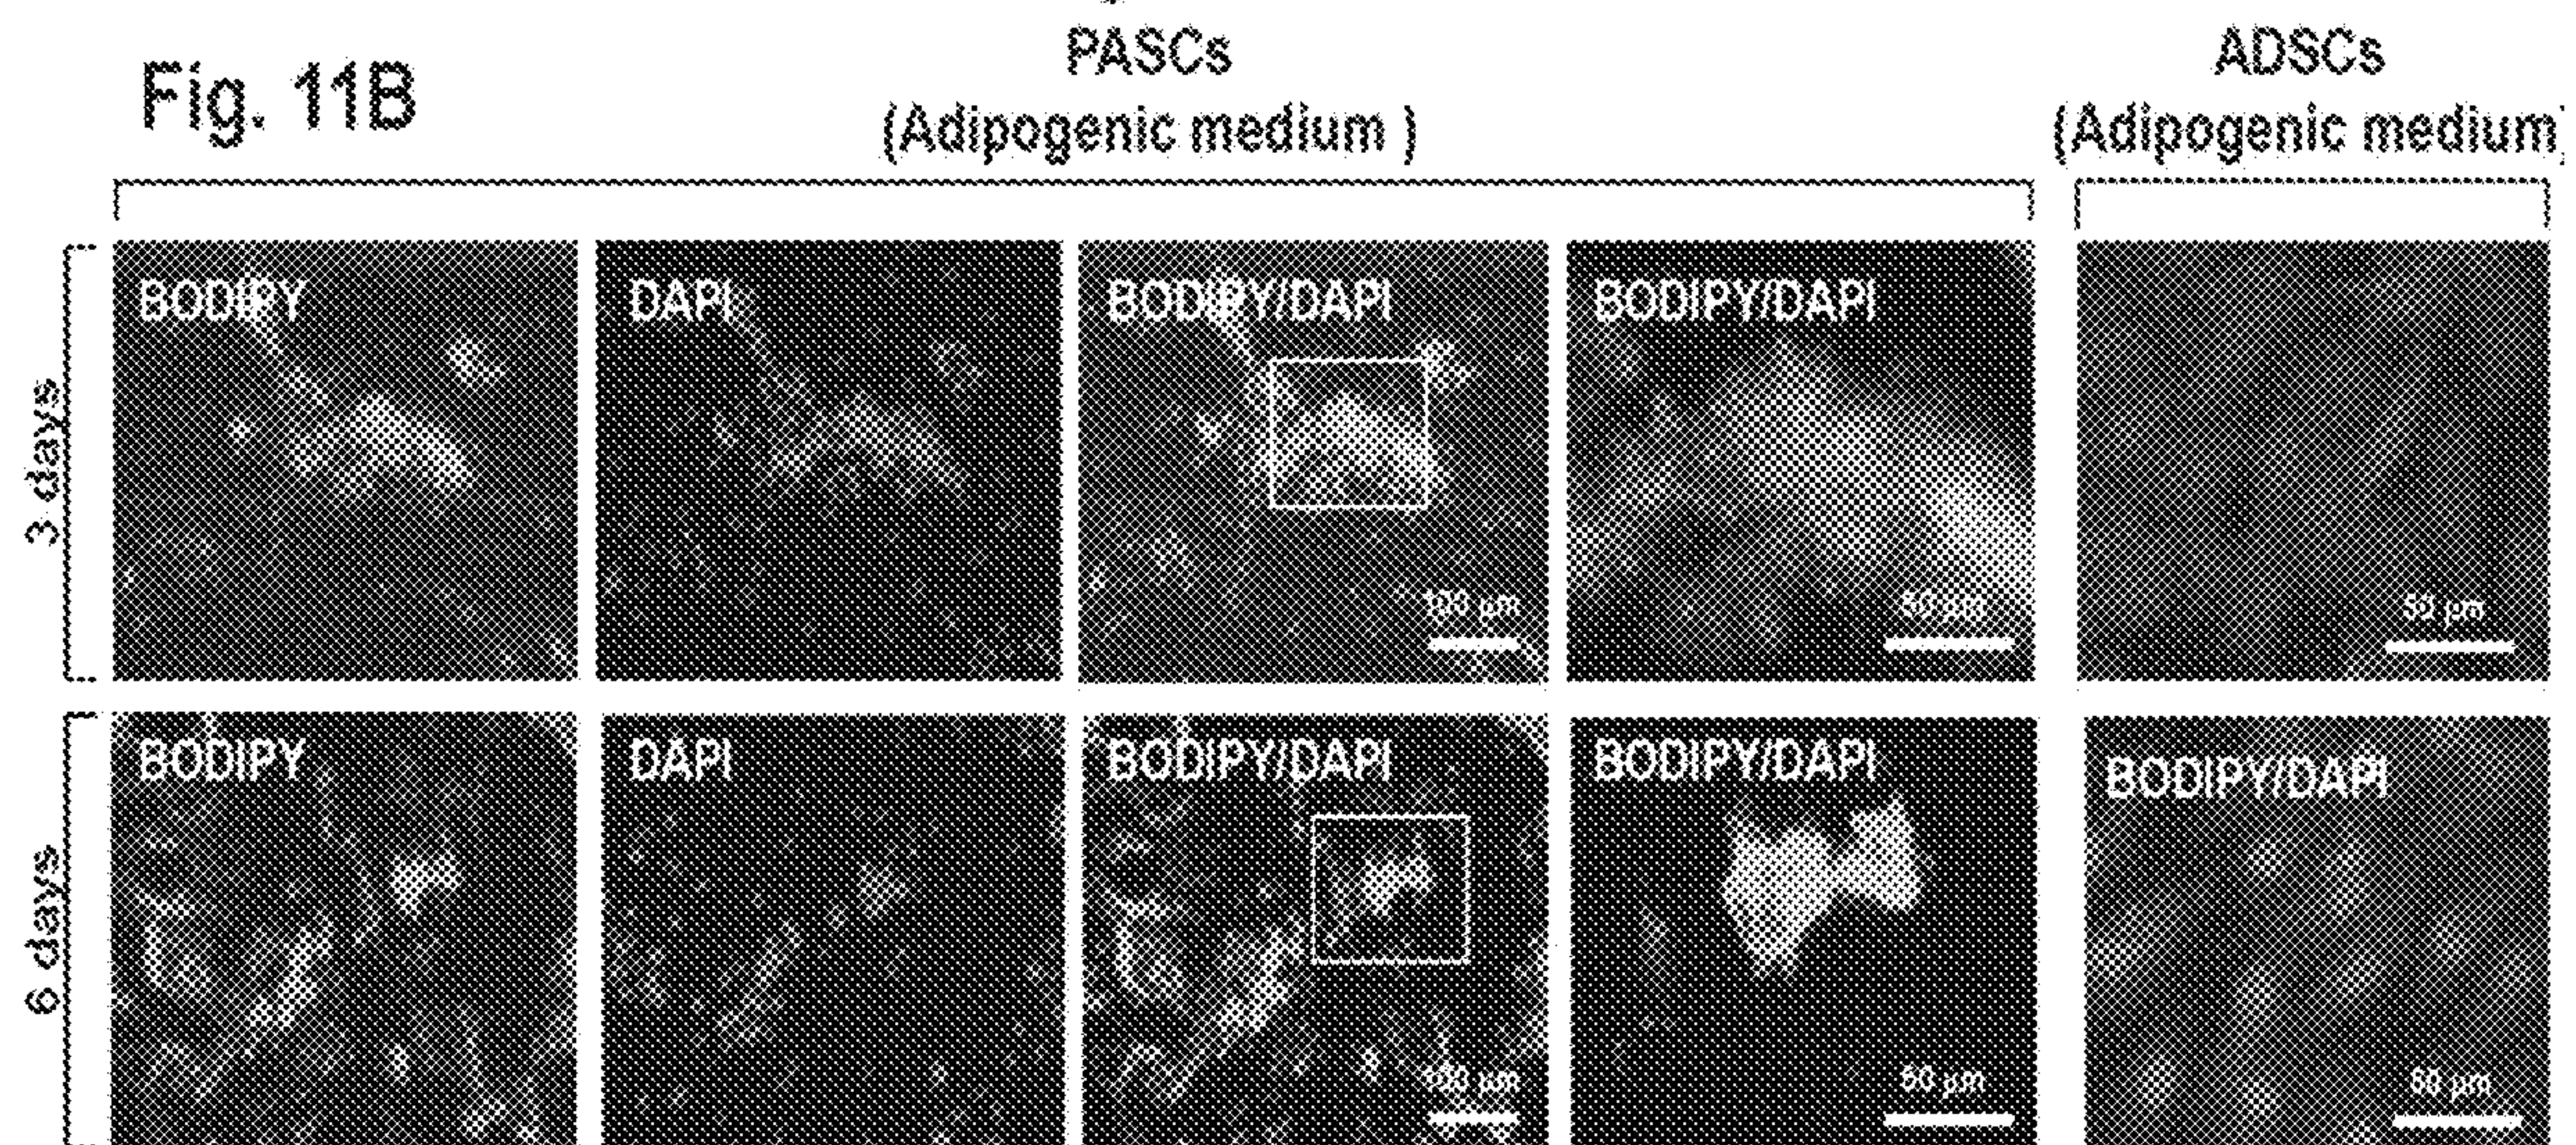 Fig. 11B
PASCs
(Adipogenic medium )
ADSCs
(Adipogenic medium)
3 days
BODIPY
DAPI
BODIPY/DAPI
100 µm
BODIPY/DAPI
50 µm
50 µm
6 days
BODIPY
DAPI
BODIPY/DAPI
100 µm
BODIPY/DAPI
50 µm
BODIPY/DAPI
50 µm